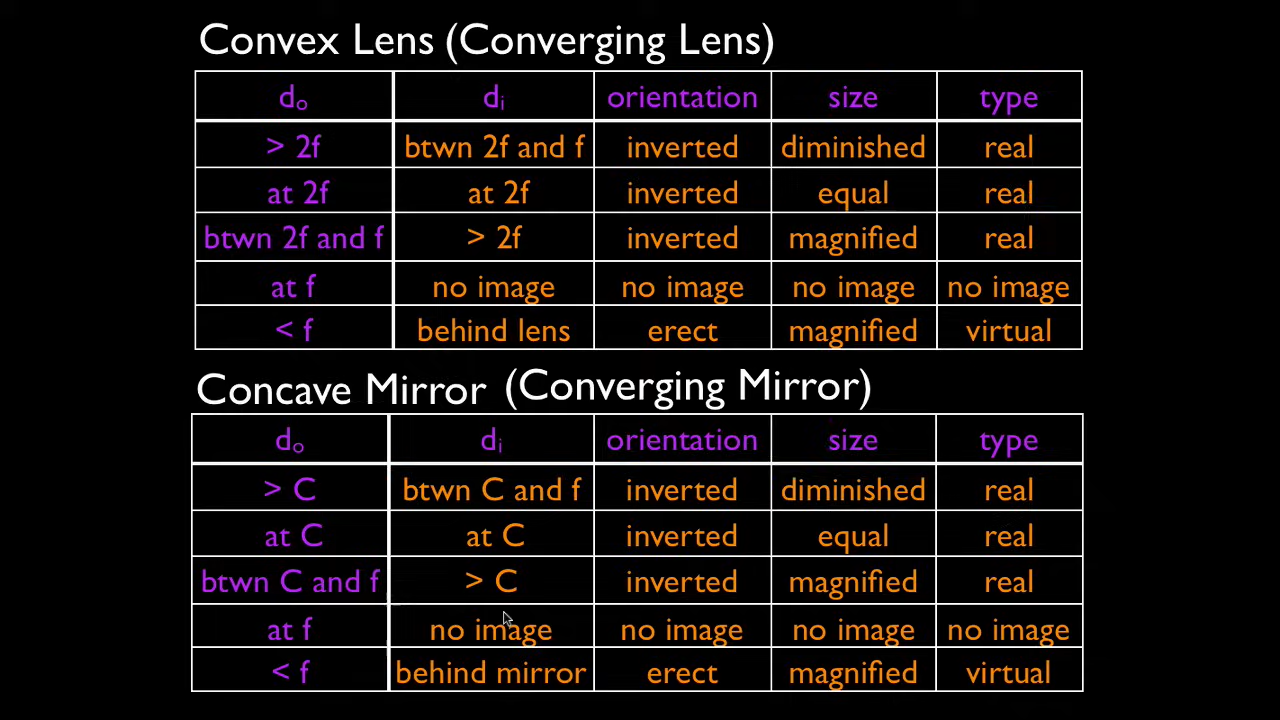 Convex Lens (Converging Lens)
dₒ dᵢ orientation size type
> 2f btwn 2f and f inverted diminished real
at 2f at 2f inverted equal real
btwn 2f and f > 2f inverted magnified real
at f no image no image no image no image
< f behind lens erect magnified virtual
Concave Mirror (Converging Mirror)
dₒ dᵢ orientation size type
> C btwn C and f inverted diminished real
at C at C inverted equal real
btwn C and f > C inverted magnified real
at f no image no image no image no image
< f behind mirror erect magnified virtual